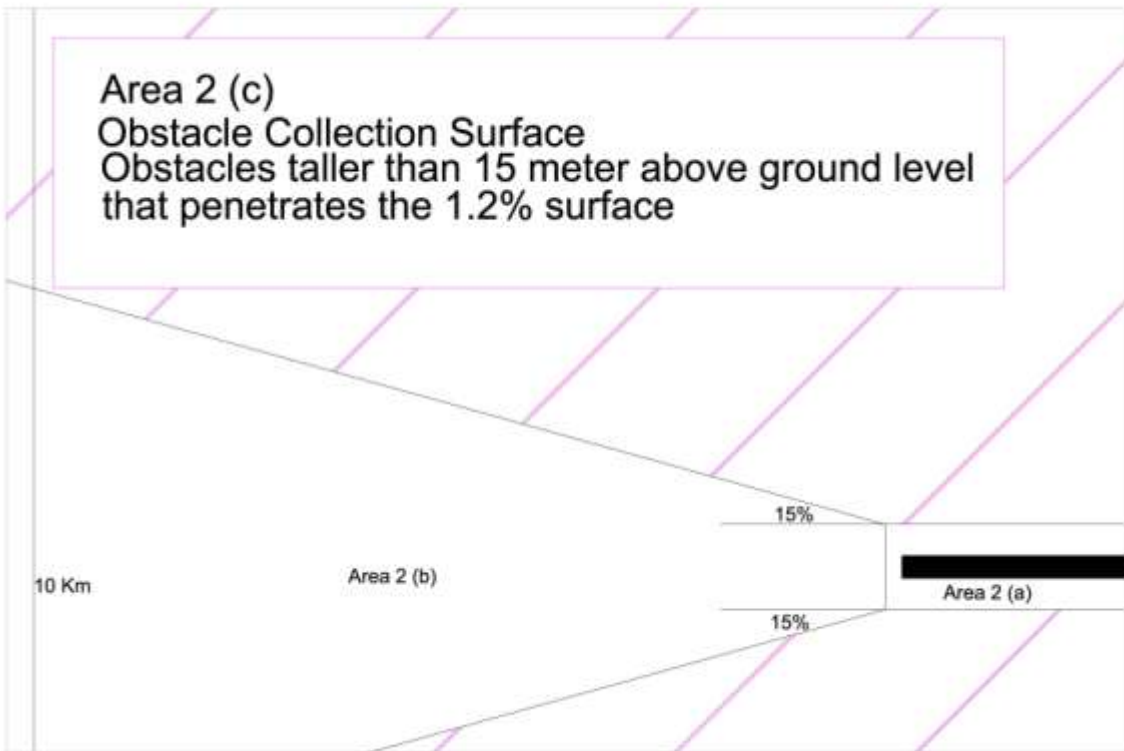 Area 2 (c)
Obstacle Collection Surface
Obstacles taller than 15 meter above ground level
that penetrates the 1.2% surface
15%
10 Km
Area 2 (b)
Area 2 (a)
15%